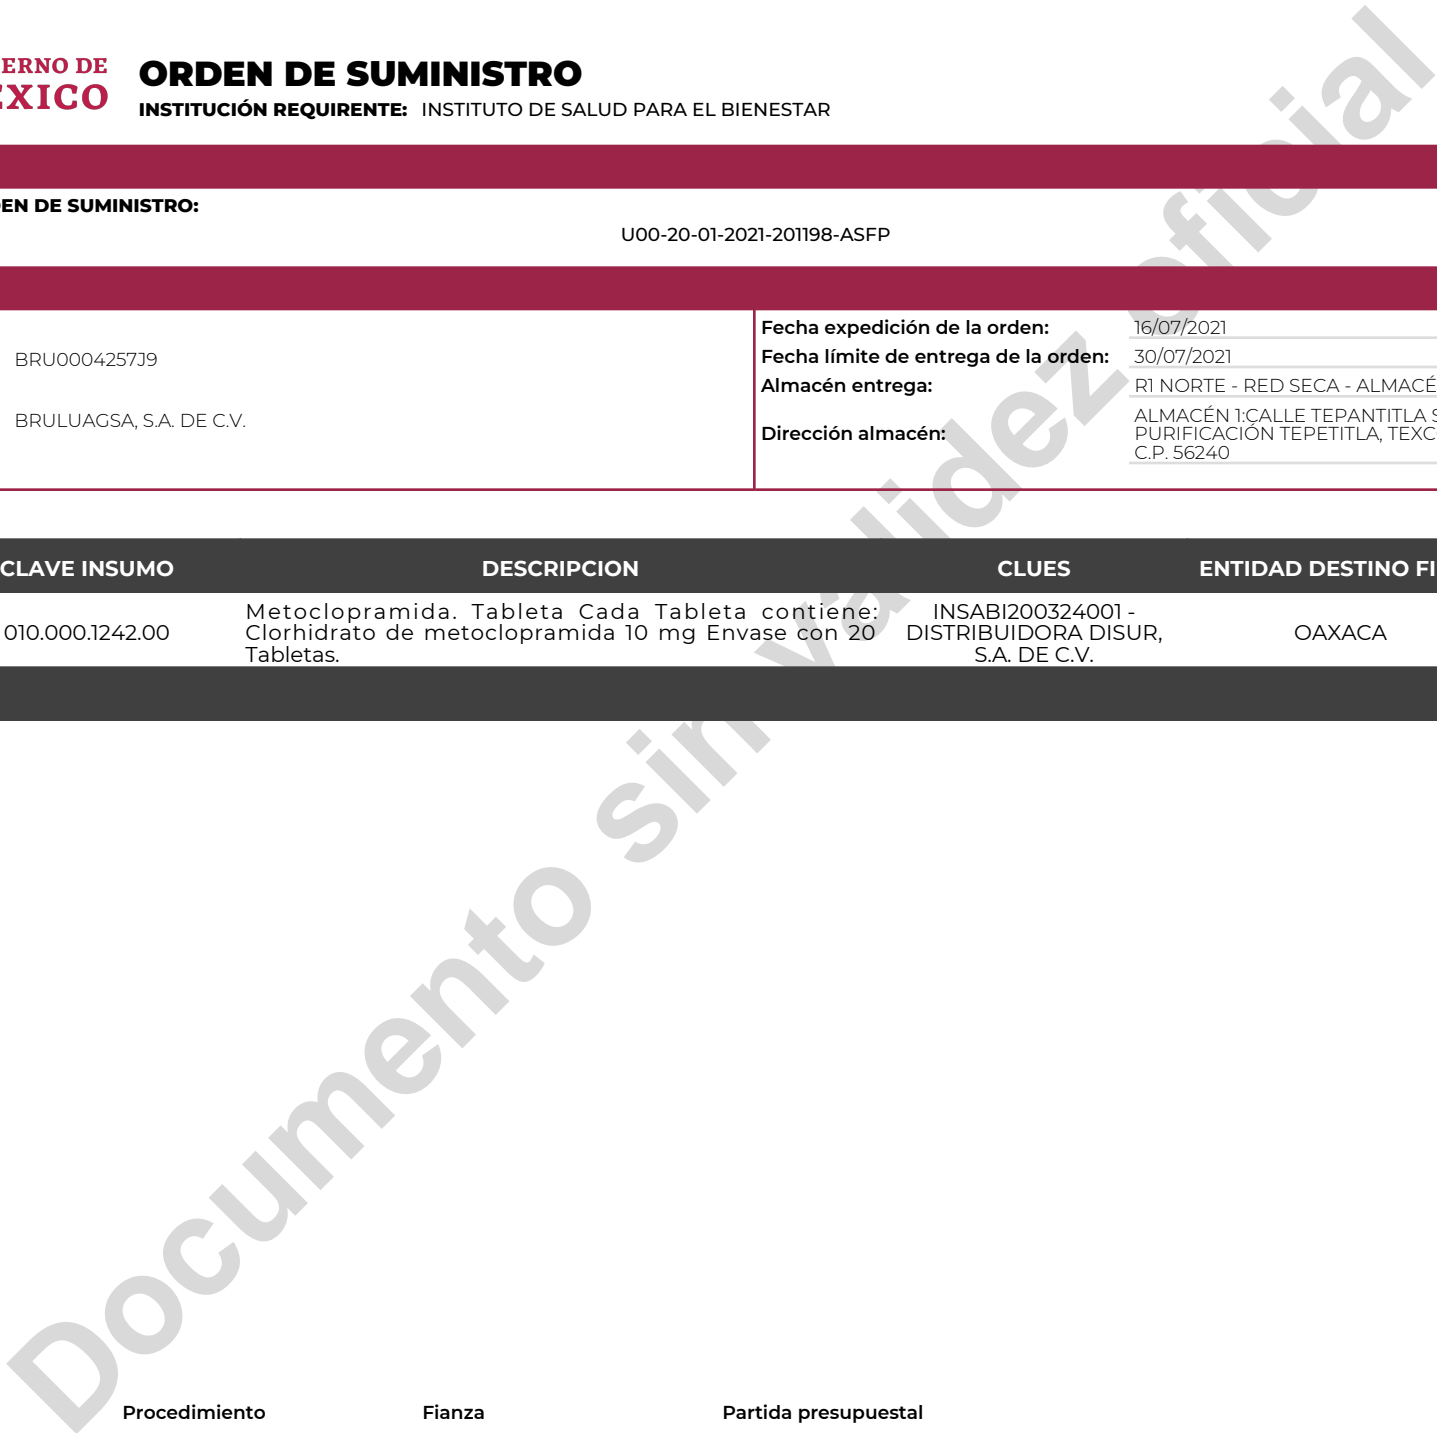 ERNO DE
ÉXICO
ORDEN DE SUMINISTRO
INSTITUCIÓN REQUIRENTE: INSTITUTO DE SALUD PARA EL BIENESTAR
EN DE SUMINISTRO:
U00-20-01-2021-201198-ASFP
BRU0004257J9
BRULUAGSA, S.A. DE C.V.
Fecha expedición de la orden: 16/07/2021
Fecha límite de entrega de la orden: 30/07/2021
Almacén entrega: R1 NORTE - RED SECA - ALMACÉ
Dirección almacén:
ALMACÉN 1:CALLE TEPANTITLA S
PURIFICACIÓN TEPETITLA, TEXC
C.P. 56240
CLAVE INSUMO DESCRIPCION CLUES ENTIDAD DESTINO FI
010.000.1242.00
Metoclopramida. Tableta Cada Tableta contiene:
Clorhidrato de metoclopramida 10 mg Envase con 20
Tabletas.
INSABI200324001 -
DISTRIBUIDORA DISUR,
S.A. DE C.V.
OAXACA
Documento sin validez oficial
Procedimiento Fianza Partida presupuestal